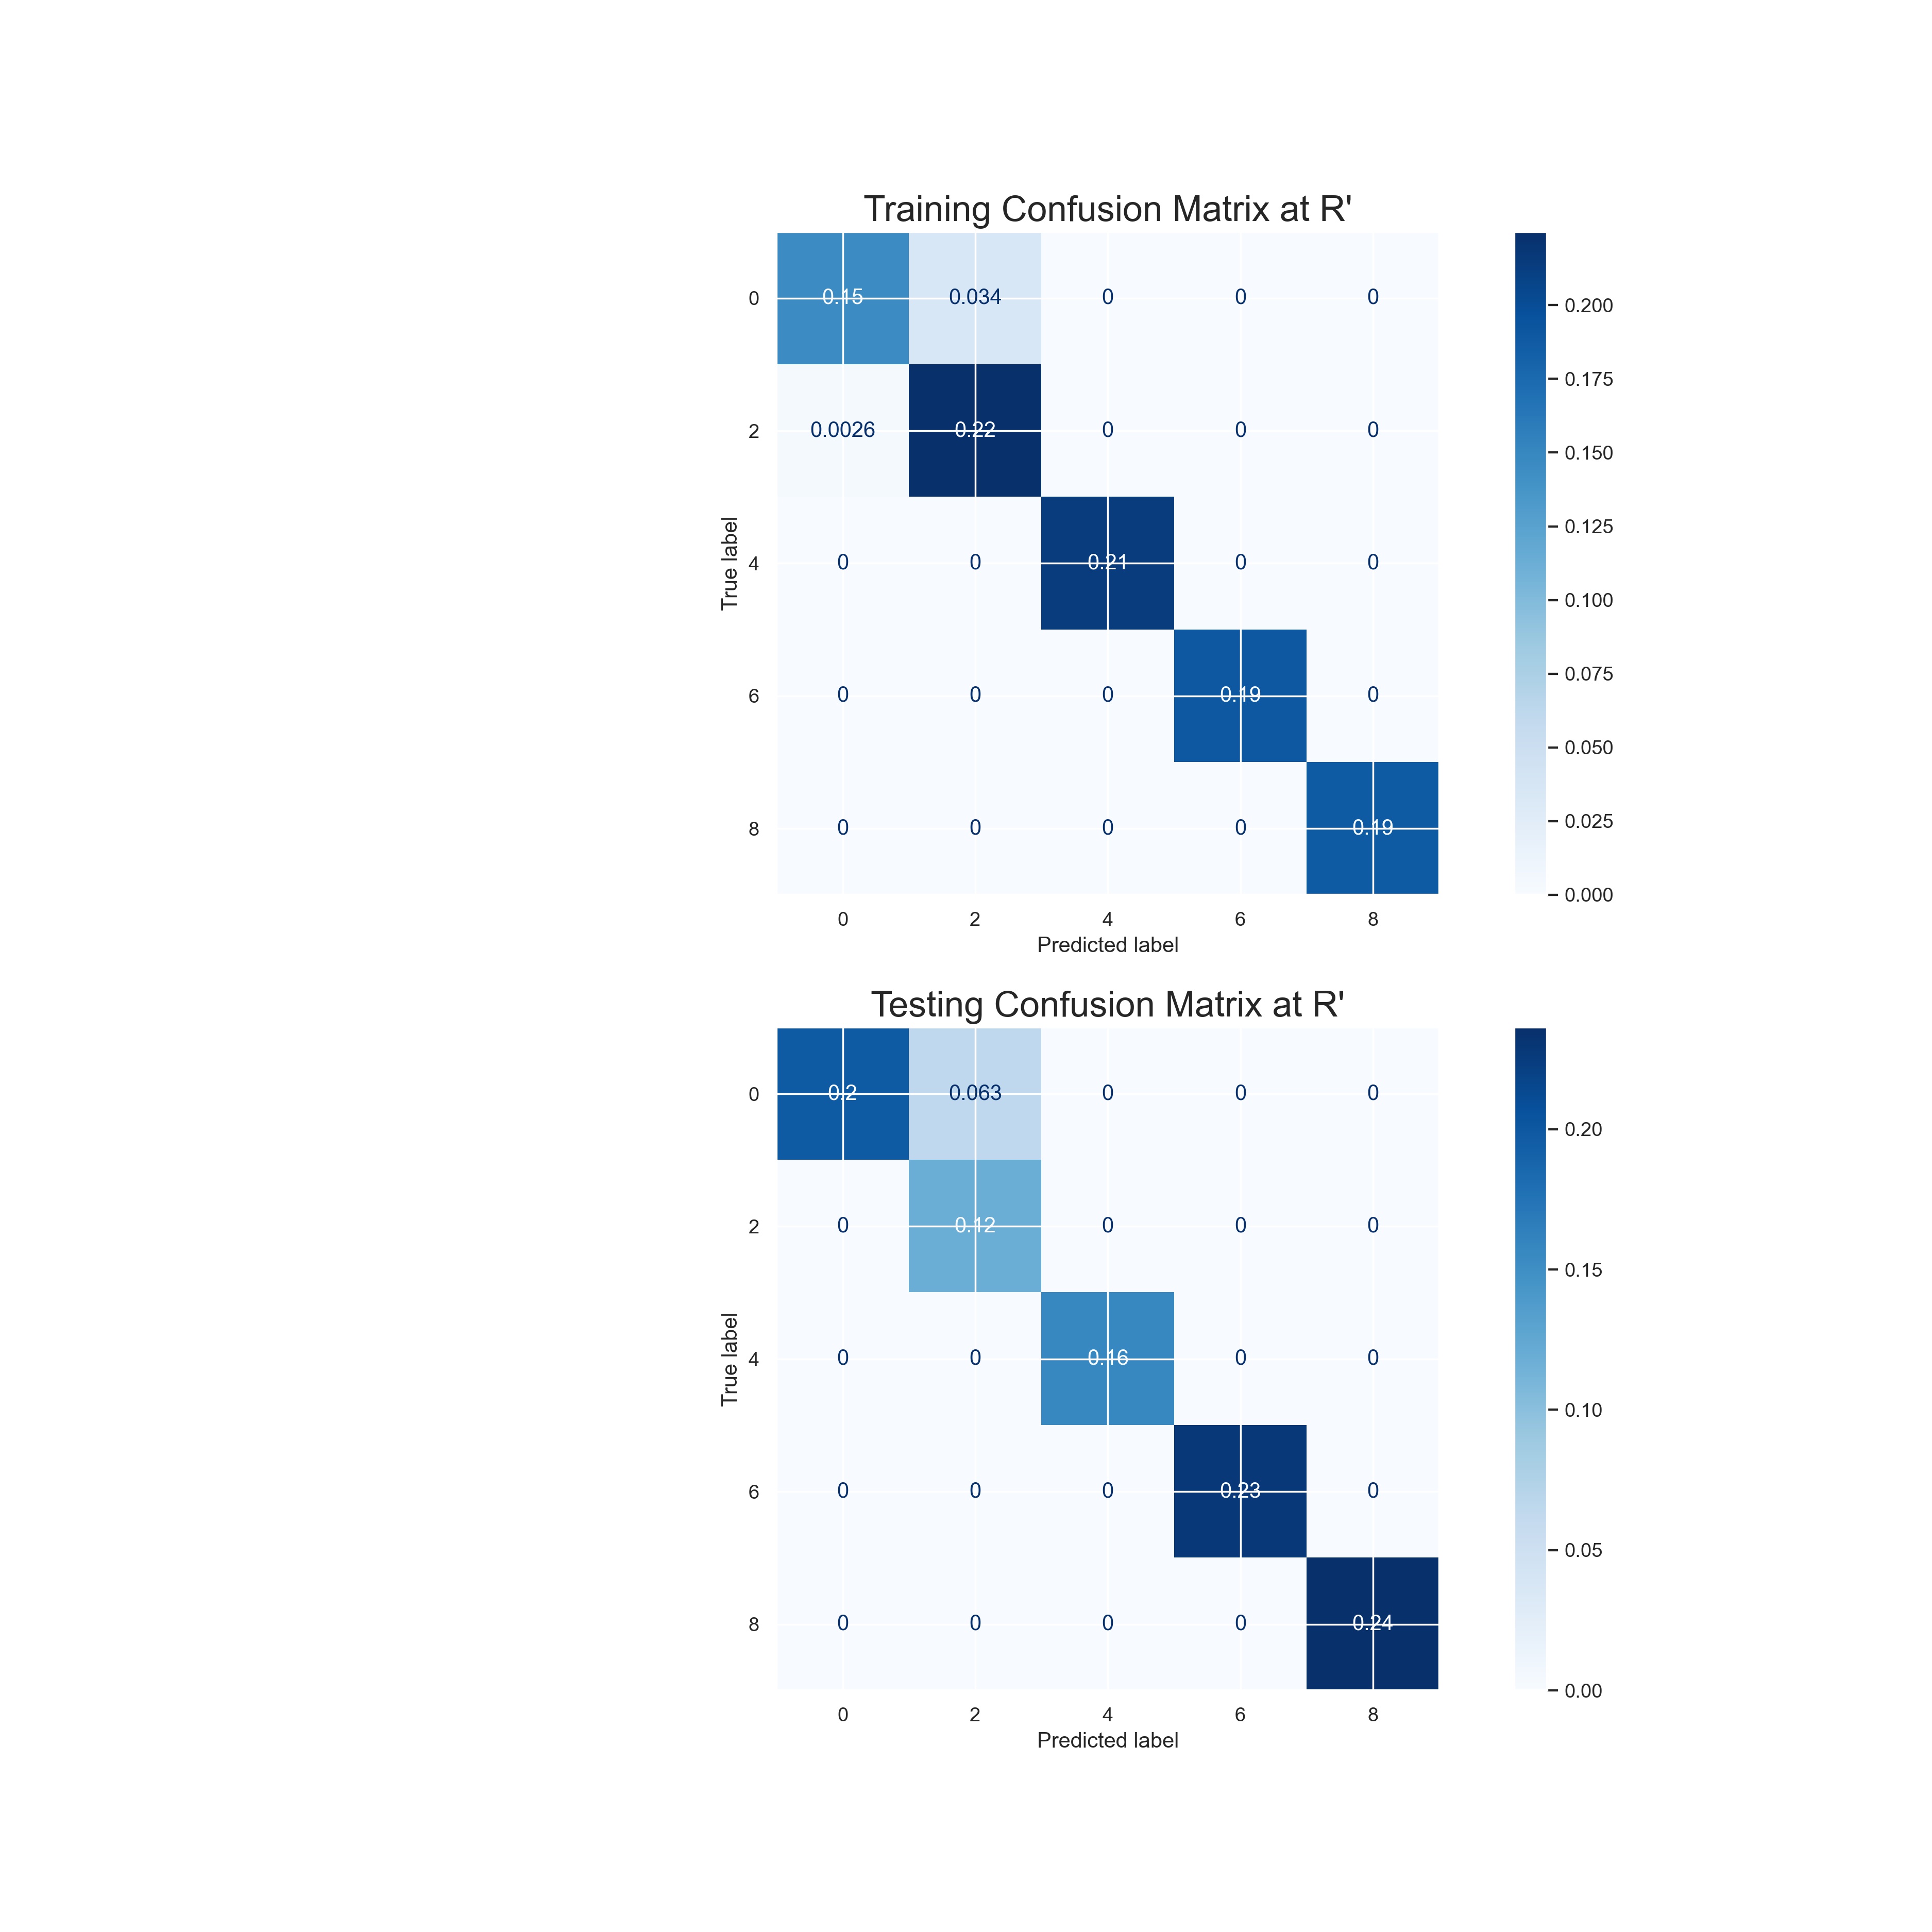 Training Confusion Matrix at R'
0 0.15 0.034 0 0 0
2 0.0026 0.22 0 0 0
4 0 0 0.21 0 0
6 0 0 0 0.19 0
8 0 0 0 0 0.19
True label
0 2 4 6 8
Predicted label
0.200
0.175
0.150
0.125
0.100
0.075
0.050
0.025
0.000
Testing Confusion Matrix at R'
0 0.2 0.063 0 0 0
2 0 0.12 0 0 0
4 0 0 0.16 0 0
6 0 0 0 0.23 0
8 0 0 0 0 0.24
True label
0 2 4 6 8
Predicted label
0.20
0.15
0.10
0.05
0.00